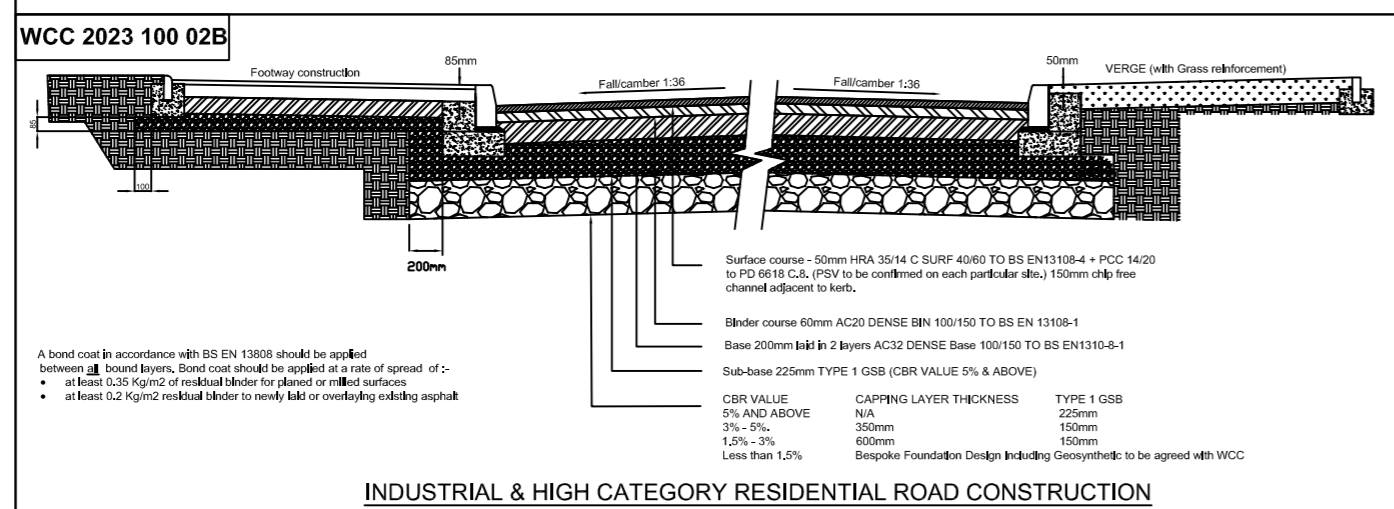 WCC 2023 100 02B
85mm
50mm
Footway construction
Fall/camber 1:36
Fall/camber 1:36
VERGE (with Grass reinforcement)
85
100
200mm
Surface course - 50mm HRA 35/14 C SURF 40/60 TO BS EN13108-4 + PCC 14/20
to PD 6618 C.8. (PSV to be confirmed on each particular site.) 150mm chip free
channel adjacent to kerb.
Binder course 60mm AC20 DENSE BIN 100/150 TO BS EN 13108-1
Base 200mm laid in 2 layers AC32 DENSE Base 100/150 TO BS EN1310-8-1
Sub-base 225mm TYPE 1 GSB (CBR VALUE 5% & ABOVE)
A bond coat in accordance with BS EN 13808 should be applied
between all bound layers. Bond coat should be applied at a rate of spread of :-
• at least 0.35 Kg/m2 of residual binder for planed or milled surfaces
• at least 0.2 Kg/m2 residual binder to newly laid or overlaying existing asphalt
CBR VALUE CAPPING LAYER THICKNESS TYPE 1 GSB
5% AND ABOVE N/A 225mm
3% - 5%. 350mm 150mm
1.5% - 3% 600mm 150mm
Less than 1.5% Bespoke Foundation Design Including Geosynthetic to be agreed with WCC
INDUSTRIAL & HIGH CATEGORY RESIDENTIAL ROAD CONSTRUCTION